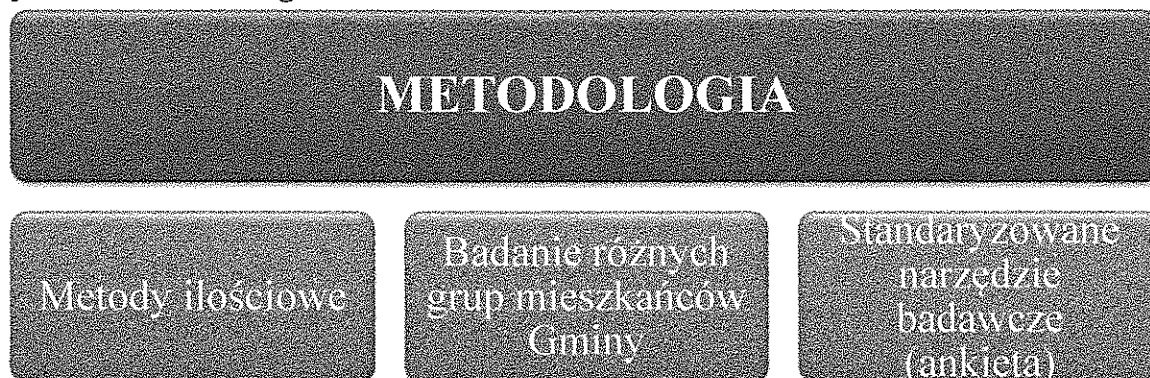 METODOLOGIA
Metody ilościowe
Badanie różnych
grup mieszkańców
Gminy
Standaryzowane
narzędzie
badawcze
(ankieta)